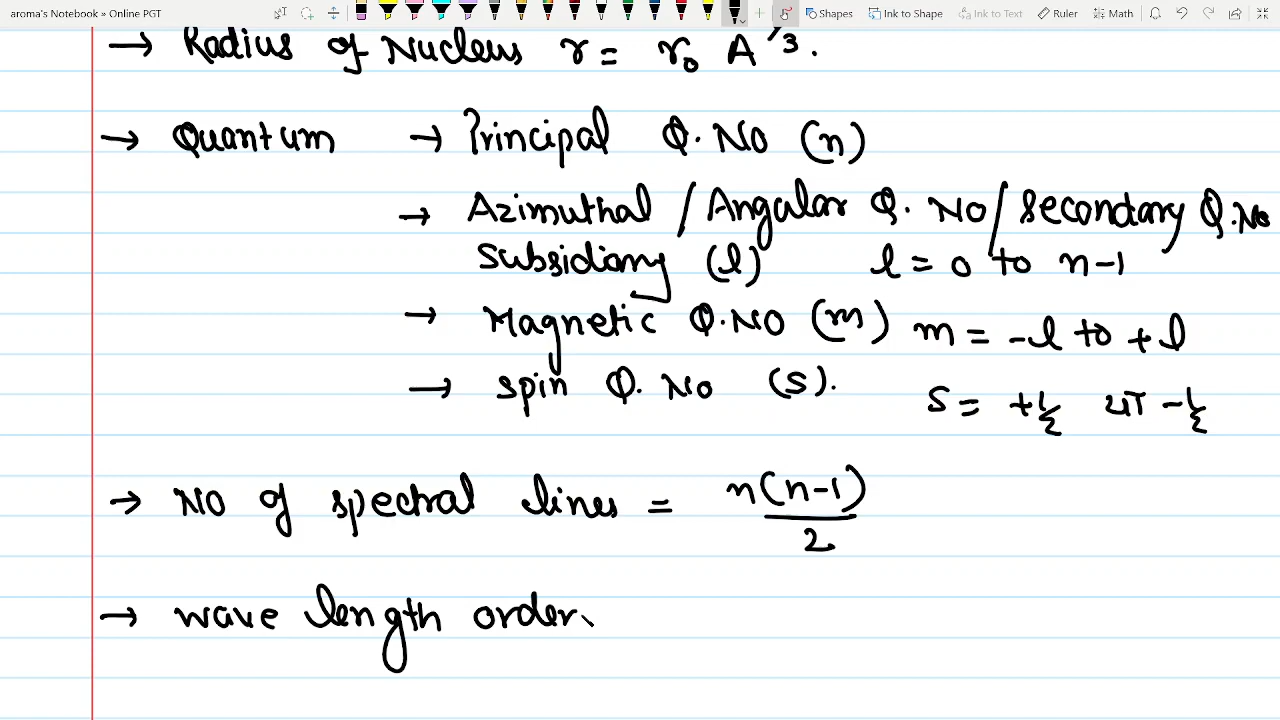 aroma's Notebook » Online PGT
Shapes Ink to Shape Ink to Text Ruler Math
→ Radius of Nucleus r = r₀ A^1/3.
→ Quantum → Principal Q. No (n)
→ Azimuthal / Angular Q. No / Secondary Q. No
Subsidiary (l) l = 0 to n-1
→ Magnetic Q. No (m) m = -l to +l
→ Spin Q. No (s). S = +1/2 या -1/2
→ No of spectral lines = n(n-1)/2
→ wave length order